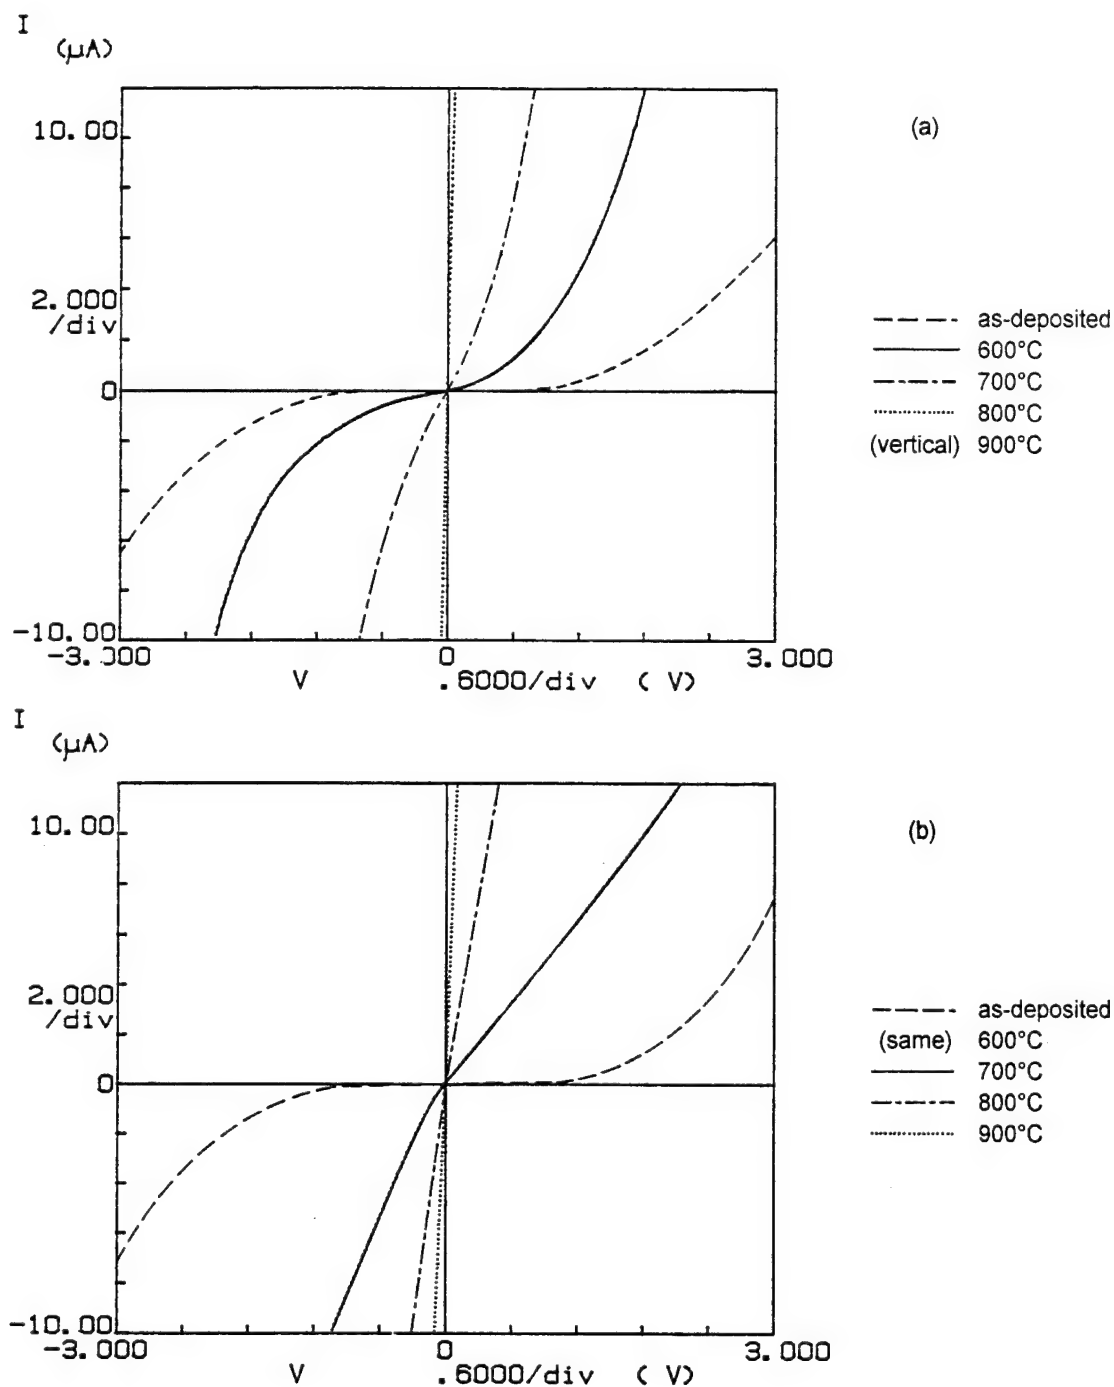 I
(μA)
(a)
10.00
2.000
/div
0
-10.00
-3.000 0 3.000
V .6000/div ( V)
as-deposited
600°C
700°C
800°C
(vertical) 900°C
I
(μA)
(b)
10.00
2.000
/div
0
-10.00
-3.000 0 3.000
V .6000/div ( V)
as-deposited
(same) 600°C
700°C
800°C
900°C